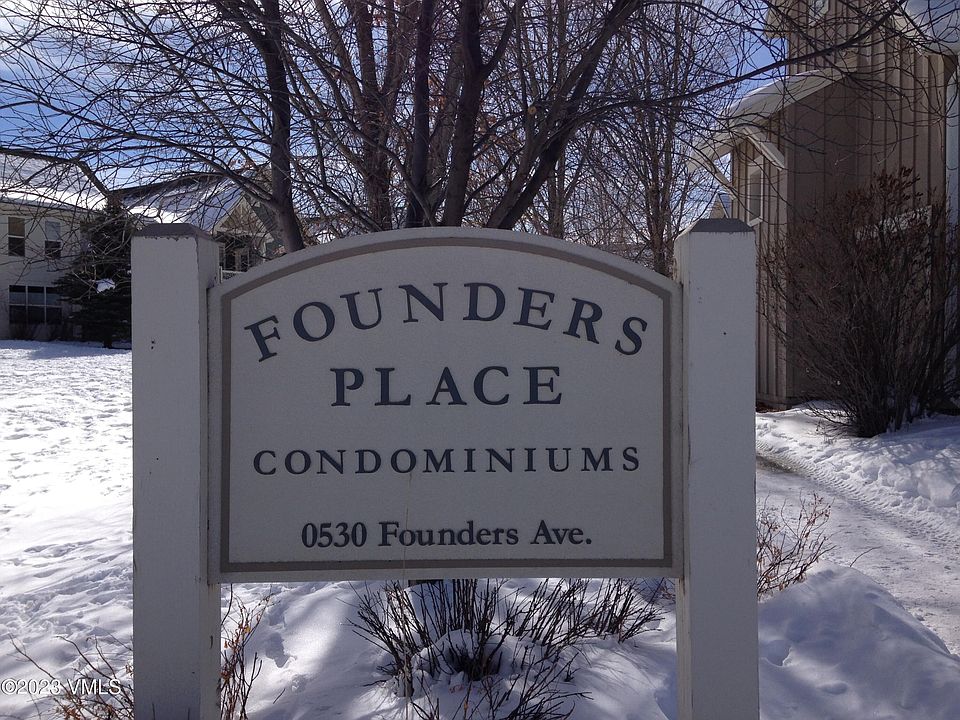 FOUNDERS
PLACE
CONDOMINIUMS
0530 Founders Ave.
©2023 VMLS